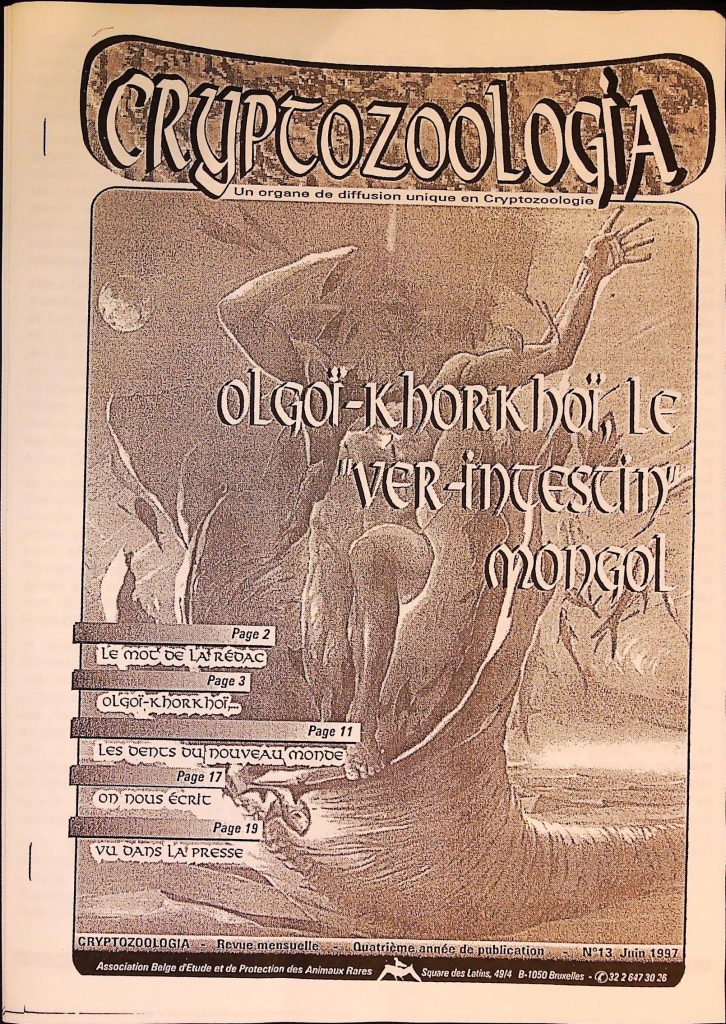 CRYPTOZOOLOGIA
Un organe de diffusion unique en Cryptozoologie
OLGOÏ-KHORKHOÏ, LE
"VER-INTESTIN"
MONGOL
Page 2
LE MOT DE LA RÉDAC
Page 3
OLGOÏ-KHORKHOÏ,...
Page 11
LES DENTS DU NOUVEAU MONDE
Page 17
ON NOUS ÉCRIT
Page 19
VU DANS LA PRESSE
CRYPTOZOOLOGIA - Revue mensuelle - Quatrième année de publication - N°13 Juin 1997
Association Belge d'Etude et de Protection des Animaux Rares Square des Latins, 49/4 B-1050 Bruxelles - ✆32 2 647 30 26